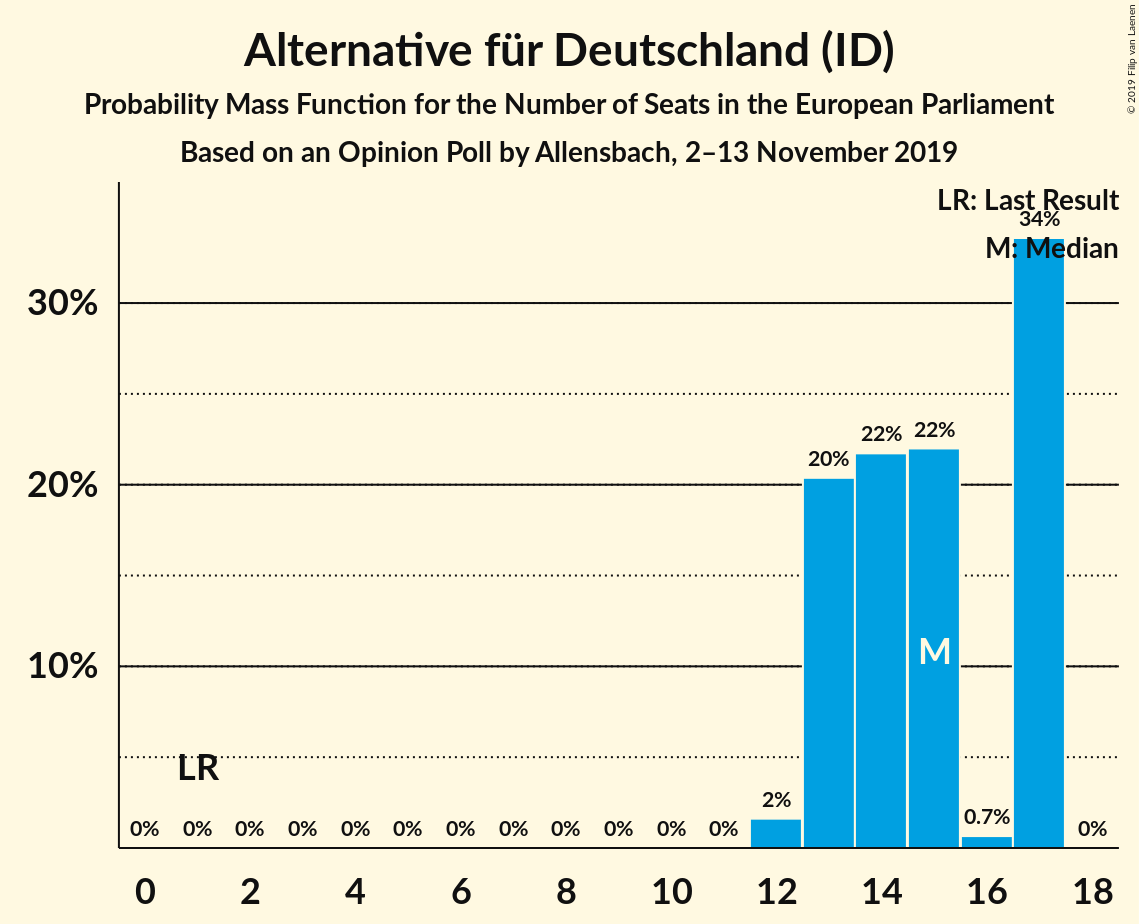 Alternative für Deutschland (ID)
Probability Mass Function for the Number of Seats in the European Parliament
Based on an Opinion Poll by Allensbach, 2–13 November 2019
© 2019 Filip van Laenen
LR: Last Result
34%
M: Median
30%
22%
22%
20%
20%
M
10%
LR
2%
0.7%
0% 0% 0% 0% 0% 0% 0% 0% 0% 0% 0% 0% 0%
0 2 4 6 8 10 12 14 16 18